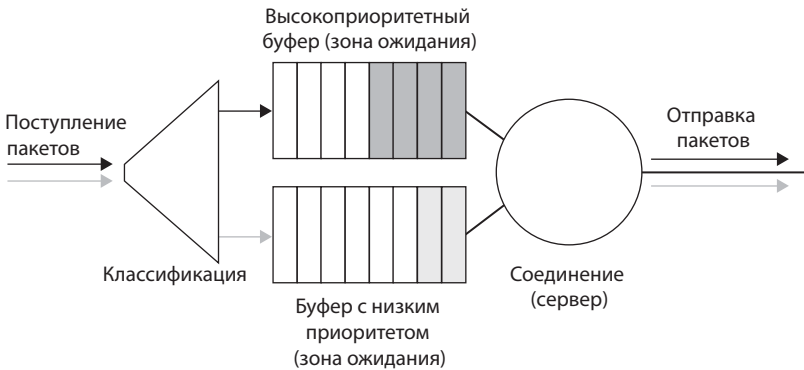 Высокоприоритетный
буфер (зона ожидания)
Поступление
пакетов
Отправка
пакетов
Классификация
Соединение
(сервер)
Буфер с низким
приоритетом
(зона ожидания)